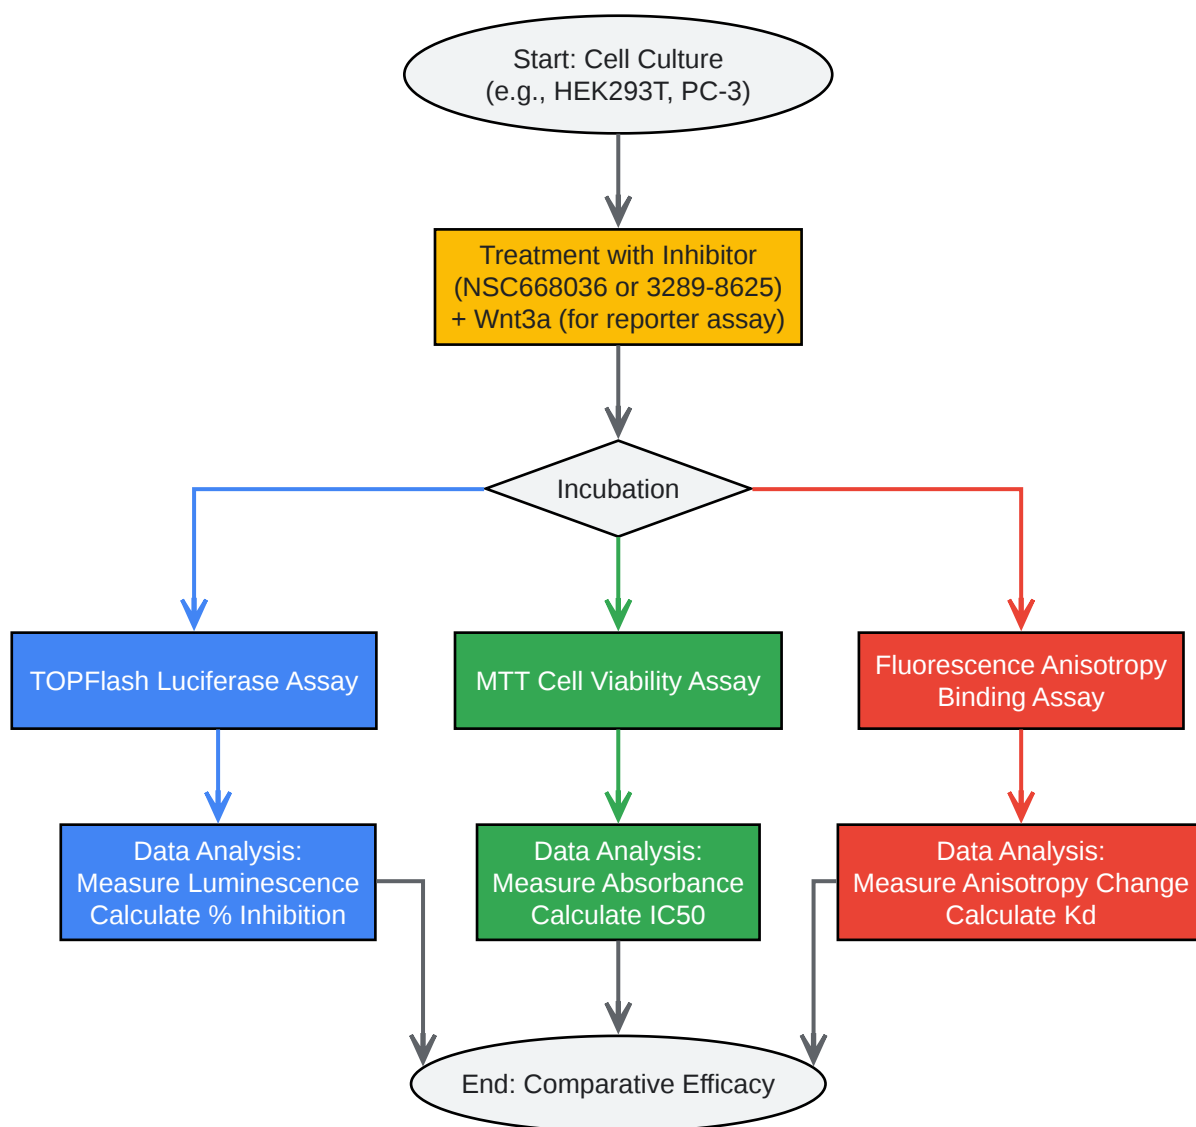 Start: Cell Culture
(e.g., HEK293T, PC-3)
Treatment with Inhibitor
(NSC668036 or 3289-8625)
+ Wnt3a (for reporter assay)
Incubation
TOPFlash Luciferase Assay
MTT Cell Viability Assay
Fluorescence Anisotropy
Binding Assay
Data Analysis:
Measure Luminescence
Calculate % Inhibition
Data Analysis:
Measure Absorbance
Calculate IC50
Data Analysis:
Measure Anisotropy Change
Calculate Kd
End: Comparative Efficacy